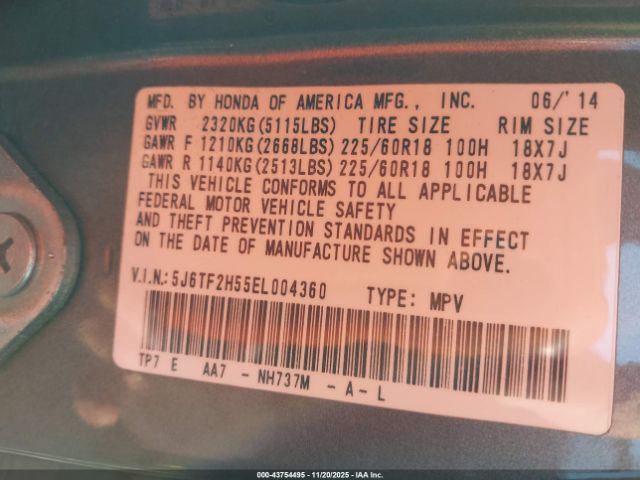 MFD. BY HONDA OF AMERICA MFG., INC. 06/'14
GVWR 2320KG(5115LBS) TIRE SIZE RIM SIZE
GAWR F 1210KG(2668LBS) 225/60R18 100H 18X7J
GAWR R 1140KG(2513LBS) 225/60R18 100H 18X7J
THIS VEHICLE CONFORMS TO ALL APPLICABLE
FEDERAL MOTOR VEHICLE SAFETY
AND THEFT PREVENTION STANDARDS IN EFFECT
ON THE DATE OF MANUFACTURE SHOWN ABOVE.
V.I.N.:5J6TF2H55EL004360 TYPE: MPV
TP7 E AA7 - NH737M - A - L
000-43754495 - 11/20/2025 - IAA Inc.